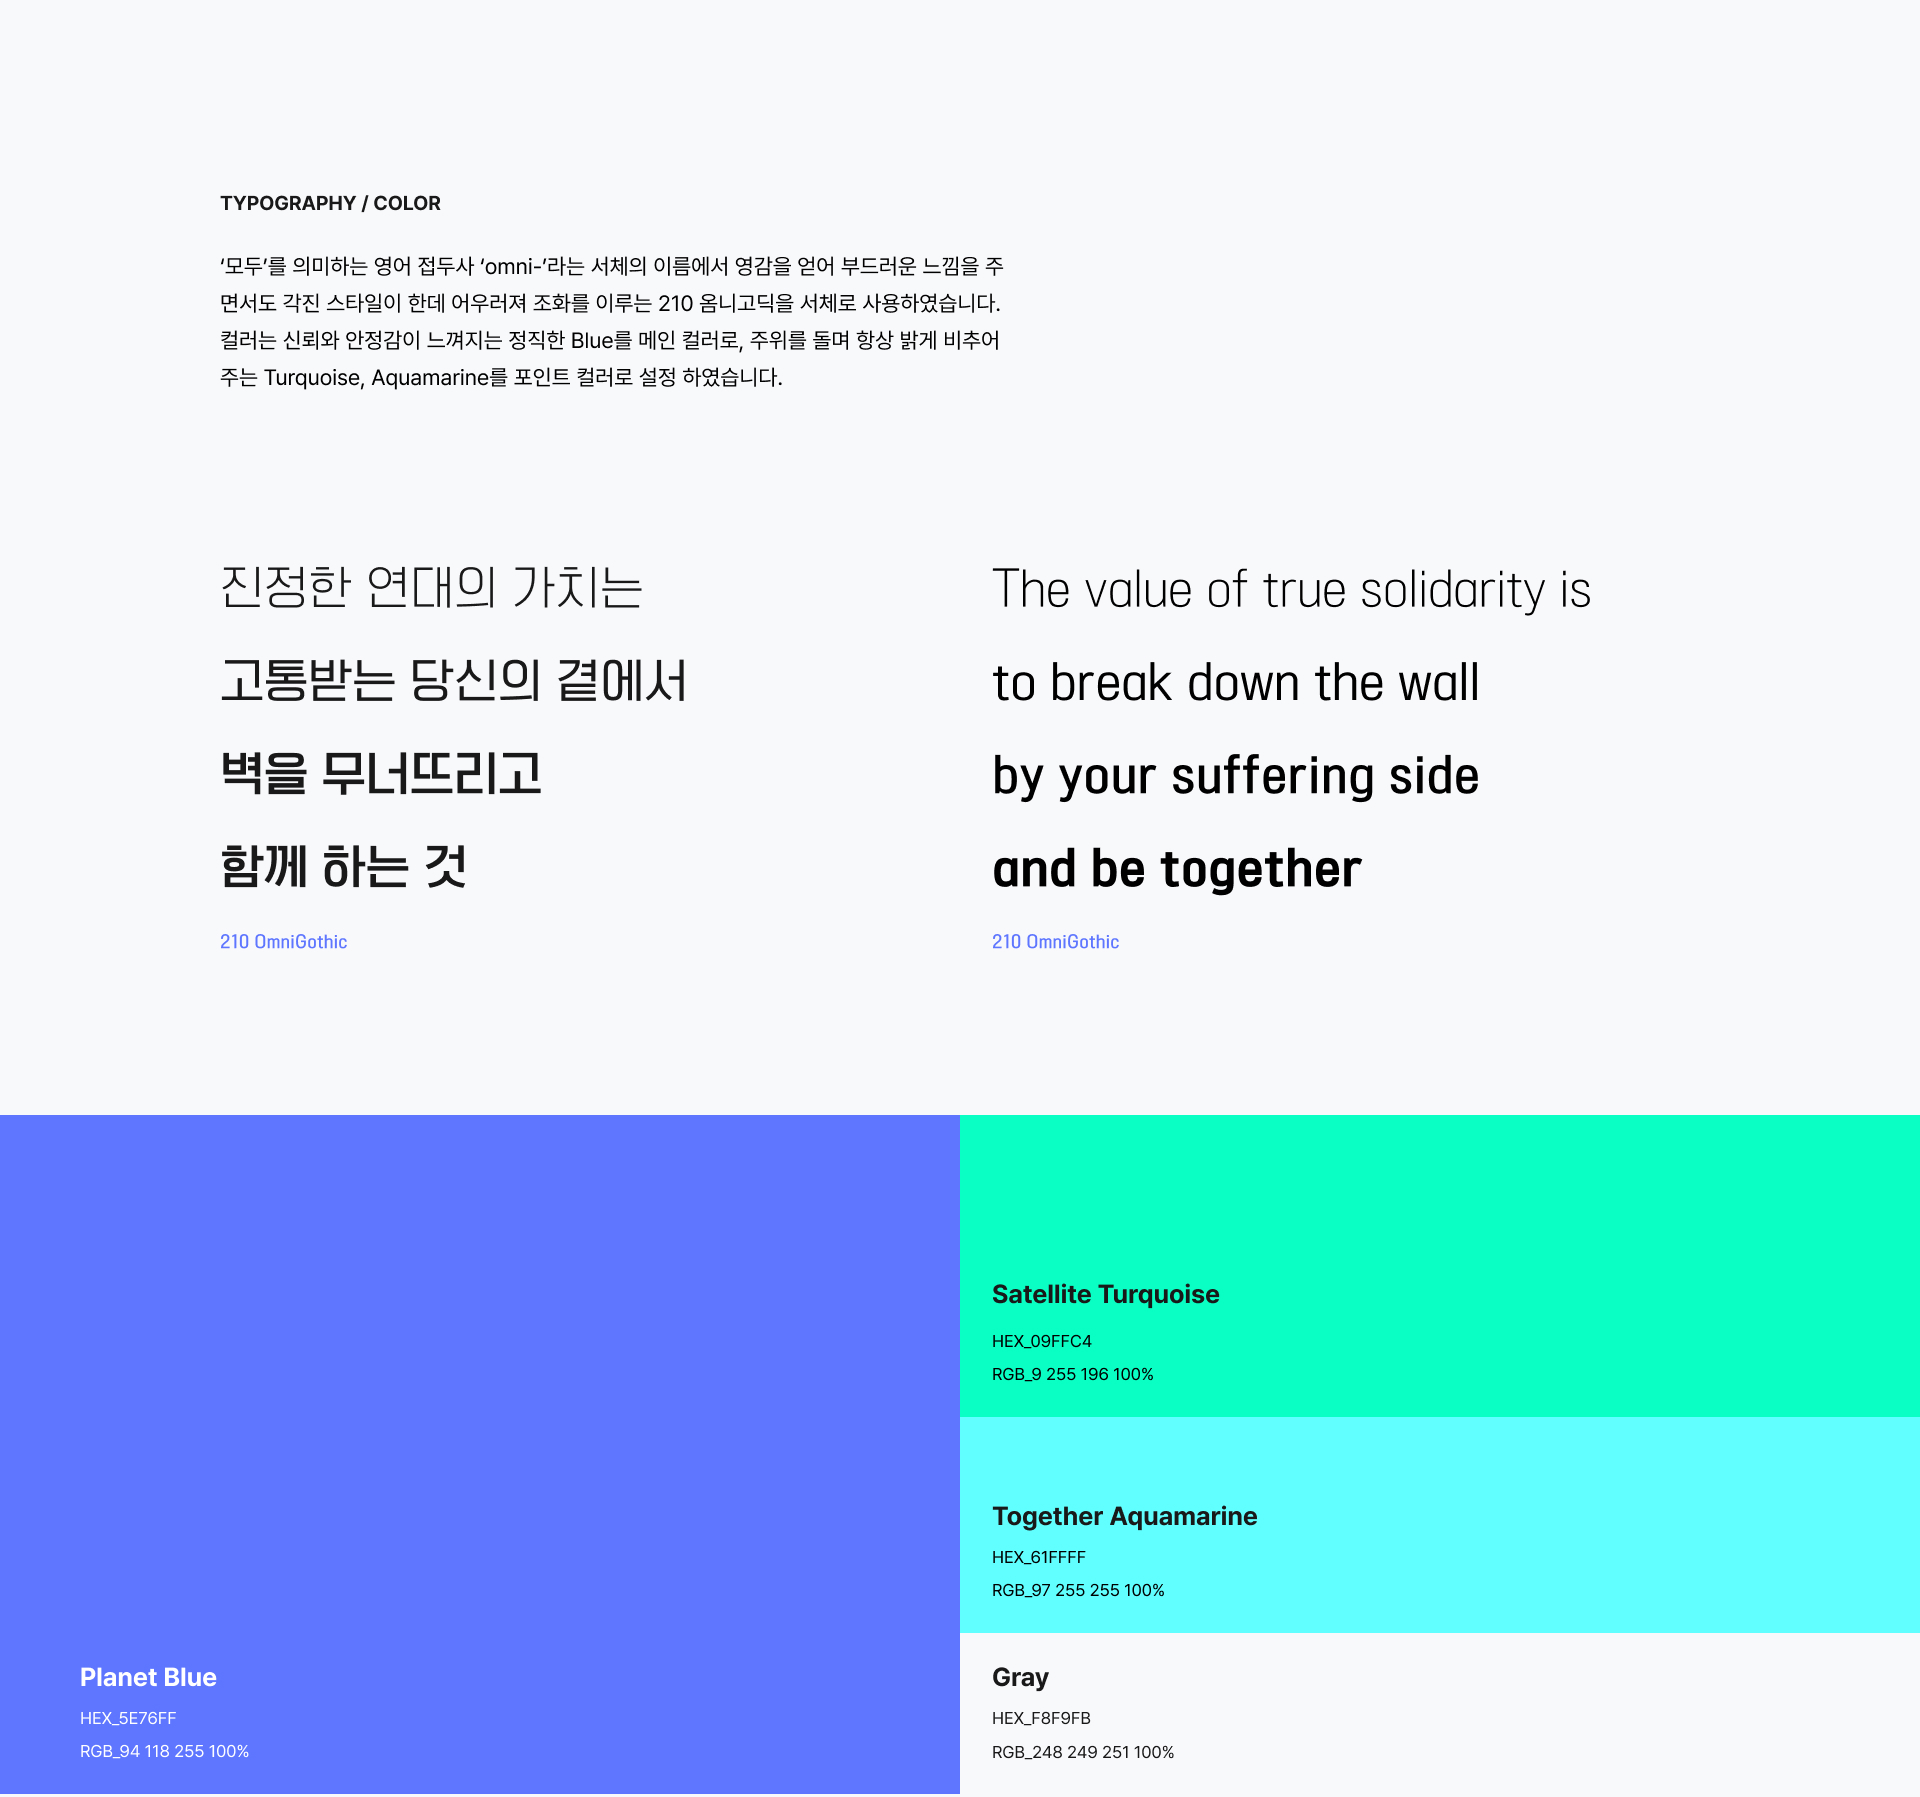 TYPOGRAPHY / COLOR
‘모두’를 의미하는 영어 접두사 ‘omni-’라는 서체의 이름에서 영감을 얻어 부드러운 느낌을 주
면서도 각진 스타일이 한데 어우러져 조화를 이루는 210 옴니고딕을 서체로 사용하였습니다.
컬러는 신뢰와 안정감이 느껴지는 정직한 Blue를 메인 컬러로, 주위를 돌며 항상 밝게 비추어
주는 Turquoise, Aquamarine를 포인트 컬러로 설정 하였습니다.
진정한 연대의 가치는
고통받는 당신의 곁에서
벽을 무너뜨리고
함께 하는 것
210 OmniGothic
The value of true solidarity is
to break down the wall
by your suffering side
and be together
210 OmniGothic
Planet Blue
HEX_5E76FF
RGB_94 118 255 100%
Satellite Turquoise
HEX_09FFC4
RGB_9 255 196 100%
Together Aquamarine
HEX_61FFFF
RGB_97 255 255 100%
Gray
HEX_F8F9FB
RGB_248 249 251 100%